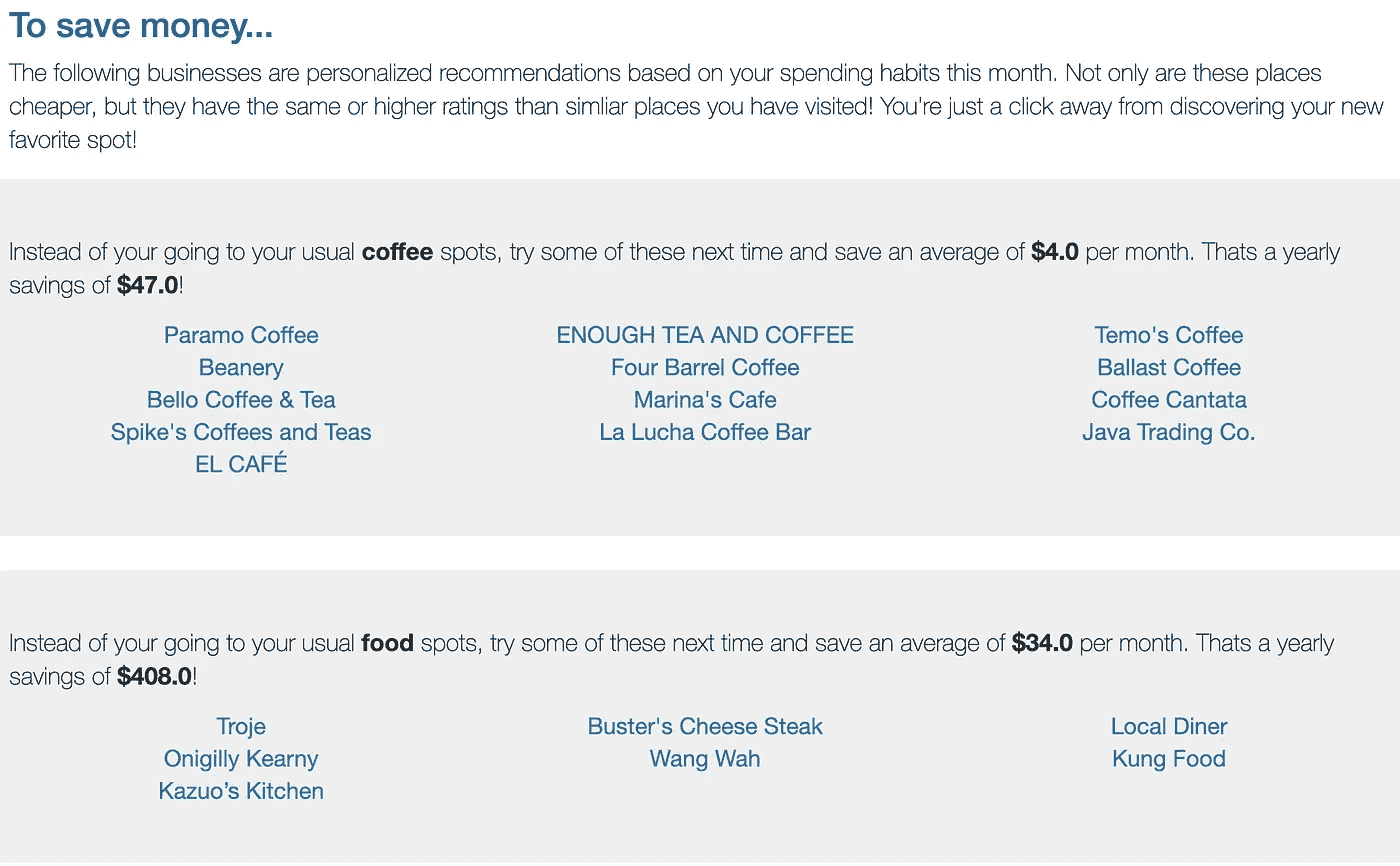 To save money...
The following businesses are personalized recommendations based on your spending habits this month. Not only are these places
cheaper, but they have the same or higher ratings than simliar places you have visited! You're just a click away from discovering your new
favorite spot!
Instead of your going to your usual coffee spots, try some of these next time and save an average of $4.0 per month. Thats a yearly
savings of $47.0!
Paramo Coffee ENOUGH TEA AND COFFEE Temo's Coffee
Beanery Four Barrel Coffee Ballast Coffee
Bello Coffee & Tea Marina's Cafe Coffee Cantata
Spike's Coffees and Teas La Lucha Coffee Bar Java Trading Co.
EL CAFÉ
Instead of your going to your usual food spots, try some of these next time and save an average of $34.0 per month. Thats a yearly
savings of $408.0!
Troje Buster's Cheese Steak Local Diner
Onigilly Kearny Wang Wah Kung Food
Kazuo’s Kitchen